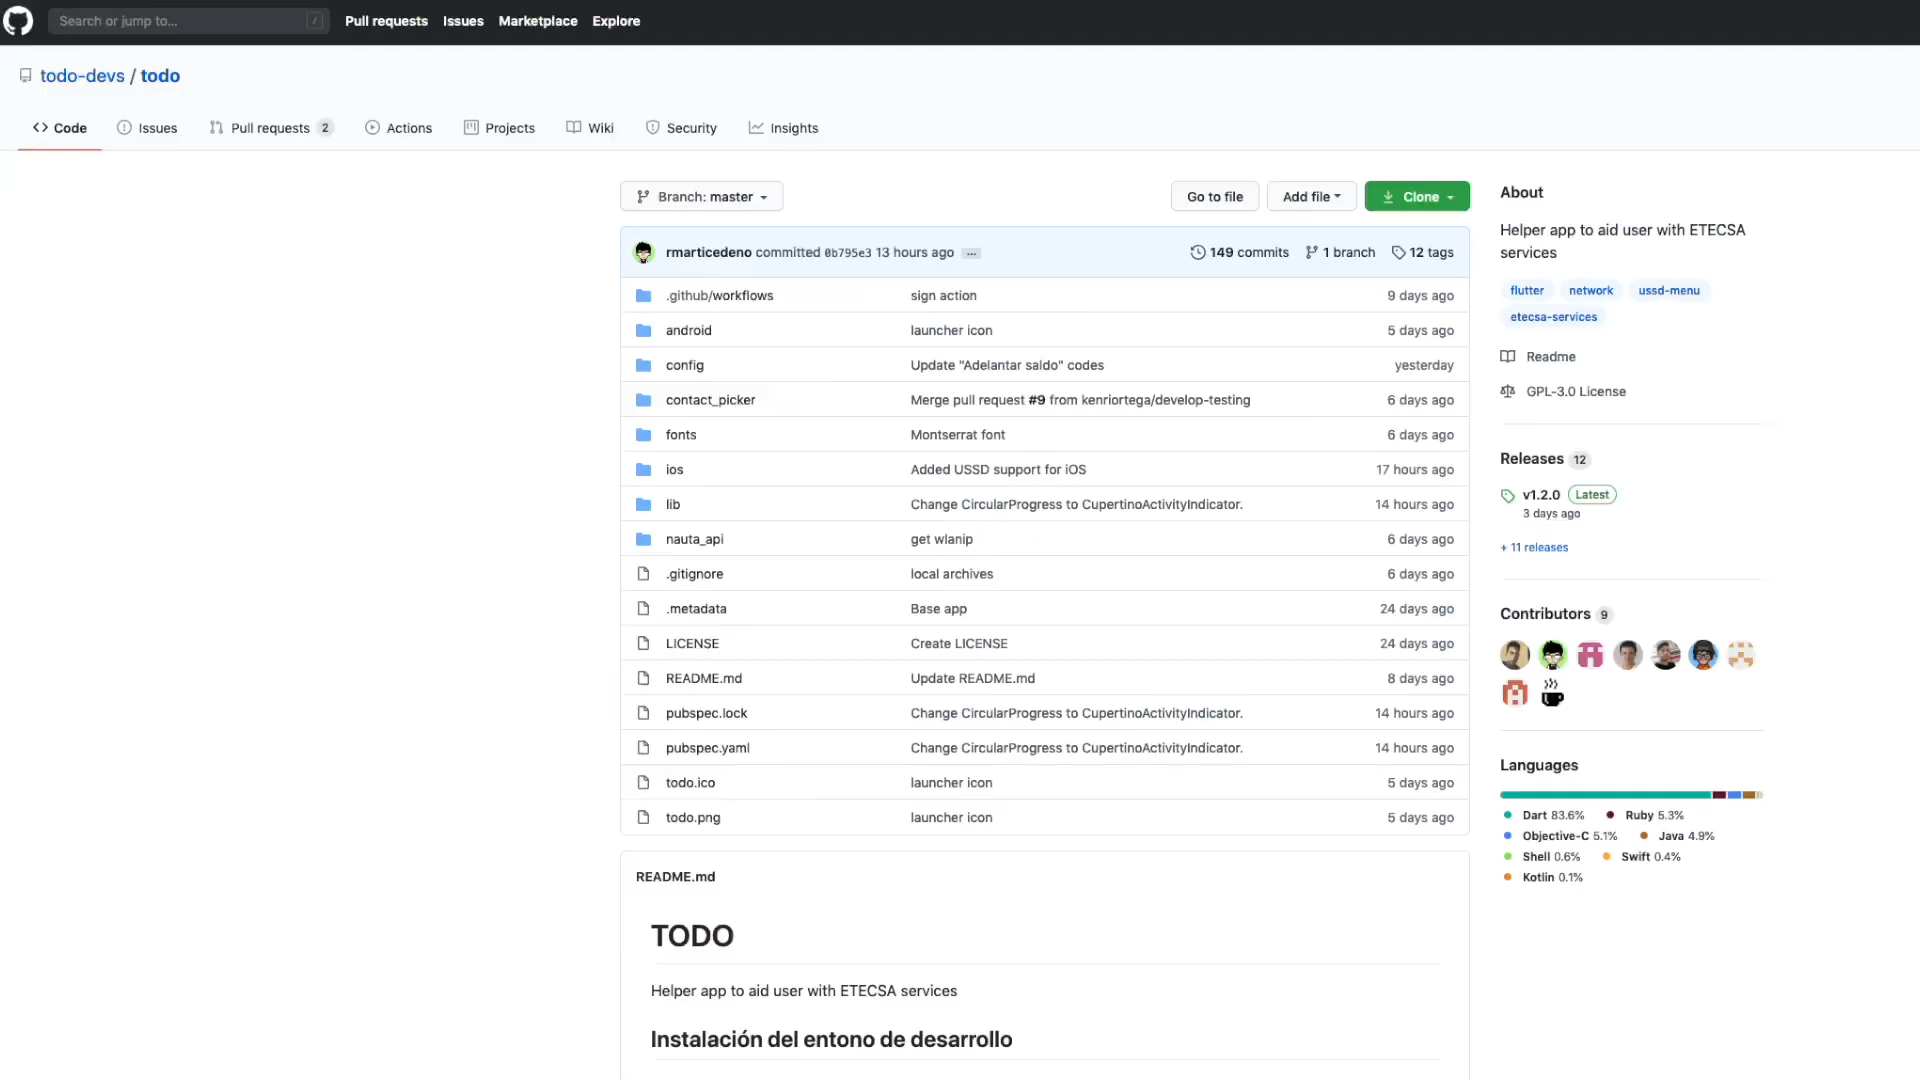 Search or jump to... /
Pull requests Issues Marketplace Explore
todo-devs / todo
Code Issues Pull requests 2 Actions Projects Wiki Security Insights
Branch: master Go to file Add file Clone
rmarticedeno committed 0b795e3 13 hours ago ... 149 commits 1 branch 12 tags
.github/workflows sign action 9 days ago
android launcher icon 5 days ago
config Update "Adelantar saldo" codes yesterday
contact_picker Merge pull request #9 from kenriortega/develop-testing 6 days ago
fonts Montserrat font 6 days ago
ios Added USSD support for iOS 17 hours ago
lib Change CircularProgress to CupertinoActivityIndicator. 14 hours ago
nauta_api get wlanip 6 days ago
.gitignore local archives 6 days ago
.metadata Base app 24 days ago
LICENSE Create LICENSE 24 days ago
README.md Update README.md 8 days ago
pubspec.lock Change CircularProgress to CupertinoActivityIndicator. 14 hours ago
pubspec.yaml Change CircularProgress to CupertinoActivityIndicator. 14 hours ago
todo.ico launcher icon 5 days ago
todo.png launcher icon 5 days ago
README.md
TODO
Helper app to aid user with ETECSA services
Instalación del entono de desarrollo
About
Helper app to aid user with ETECSA
services
flutter network ussd-menu
etecsa-services
Readme
GPL-3.0 License
Releases 12
v1.2.0 Latest
3 days ago
+ 11 releases
Contributors 9
Languages
Dart 83.6% Ruby 5.3%
Objective-C 5.1% Java 4.9%
Shell 0.6% Swift 0.4%
Kotlin 0.1%